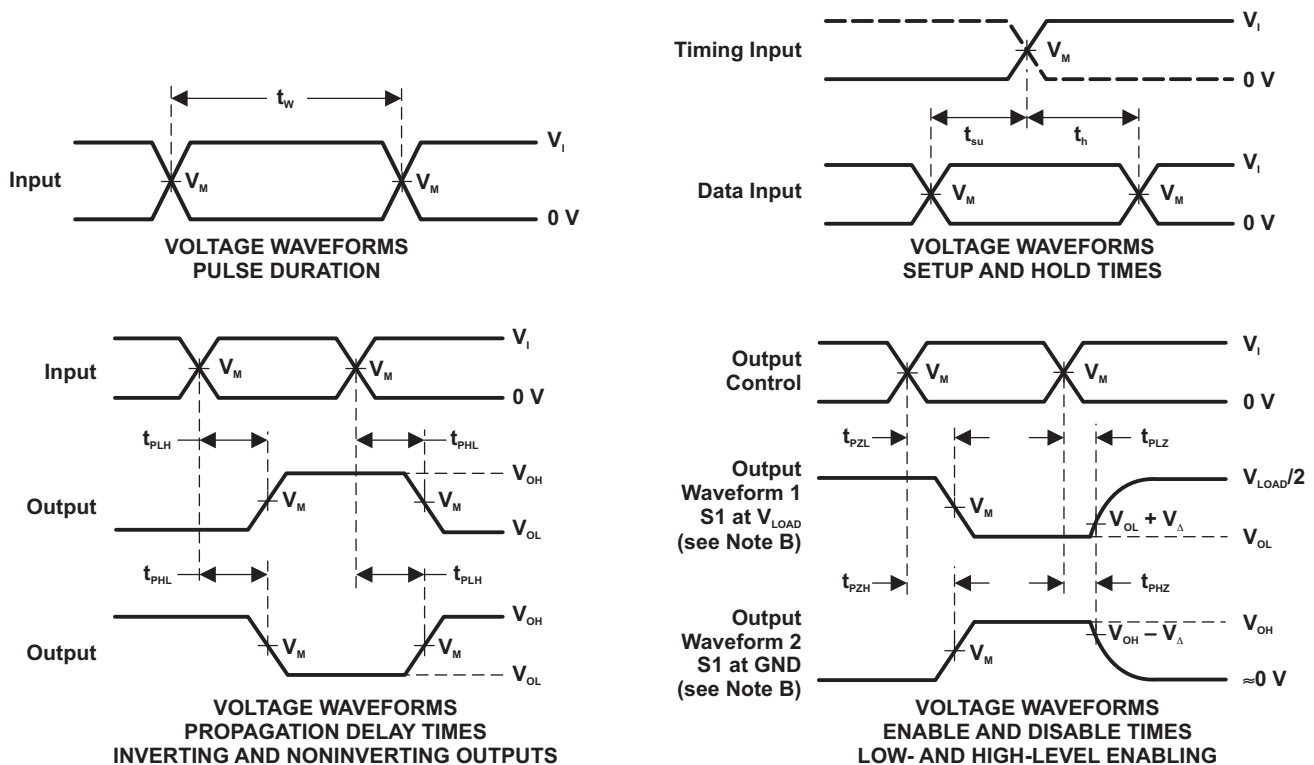 t_W
V_I
Input
V_M
V_M
0 V
VOLTAGE WAVEFORMS
PULSE DURATION
V_I
Timing Input
V_M
0 V
t_su
t_h
V_I
Data Input
V_M
V_M
0 V
VOLTAGE WAVEFORMS
SETUP AND HOLD TIMES
V_I
Input
V_M
V_M
0 V
t_PLH
t_PHL
V_OH
Output
V_M
V_M
V_OL
t_PHL
t_PLH
V_OH
Output
V_M
V_M
V_OL
VOLTAGE WAVEFORMS
PROPAGATION DELAY TIMES
INVERTING AND NONINVERTING OUTPUTS
V_I
Output
Control
V_M
V_M
0 V
t_PZL
t_PLZ
Output
Waveform 1
S1 at V_LOAD
(see Note B)
V_LOAD/2
V_M
V_OL + V_Δ
V_OL
t_PZH
t_PHZ
Output
Waveform 2
S1 at GND
(see Note B)
V_OH
V_M
V_OH – V_Δ
≈0 V
VOLTAGE WAVEFORMS
ENABLE AND DISABLE TIMES
LOW- AND HIGH-LEVEL ENABLING